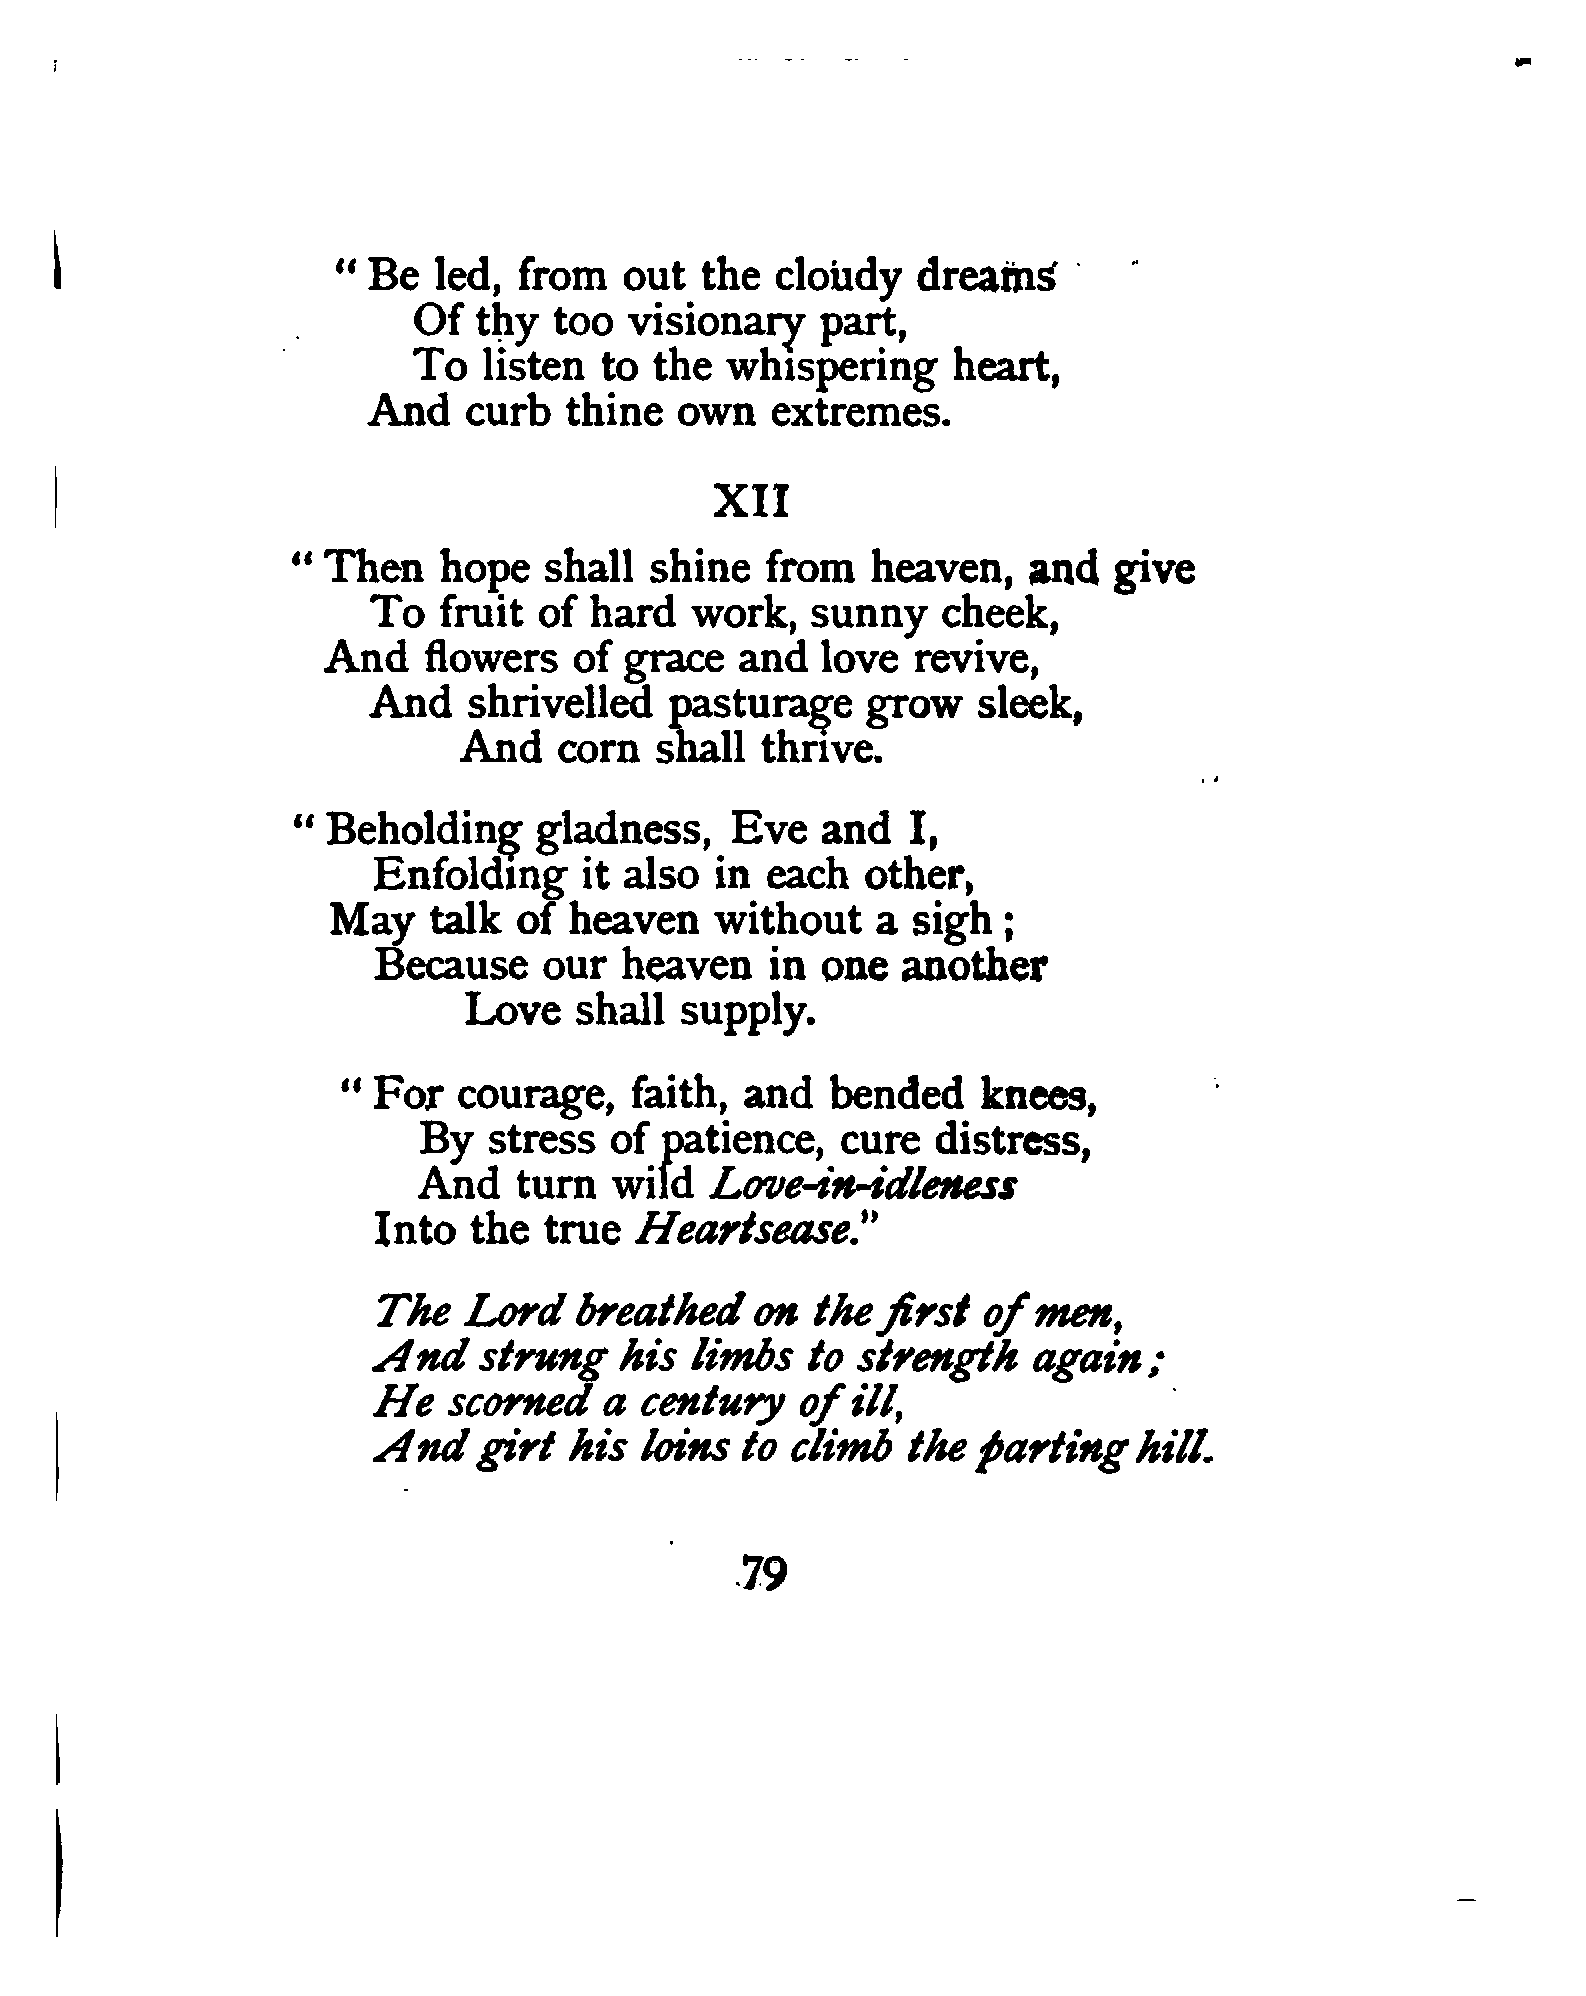 “ Be led, from out the cloudy dreams
Of thy too visionary part,
To listen to the whispering heart,
And curb thine own extremes.
XII
“ Then hope shall shine from heaven, and give
To fruit of hard work, sunny cheek,
And flowers of grace and love revive,
And shrivelled pasturage grow sleek,
And corn shall thrive.
“ Beholding gladness, Eve and I,
Enfolding it also in each other,
May talk of heaven without a sigh ;
Because our heaven in one another
Love shall supply.
“ For courage, faith, and bended knees,
By stress of patience, cure distress,
And turn wild Love-in-idleness
Into the true Heartsease.”
The Lord breathed on the first of men,
And strung his limbs to strength again ;
He scorned a century of ill,
And girt his loins to climb the parting hill.
79